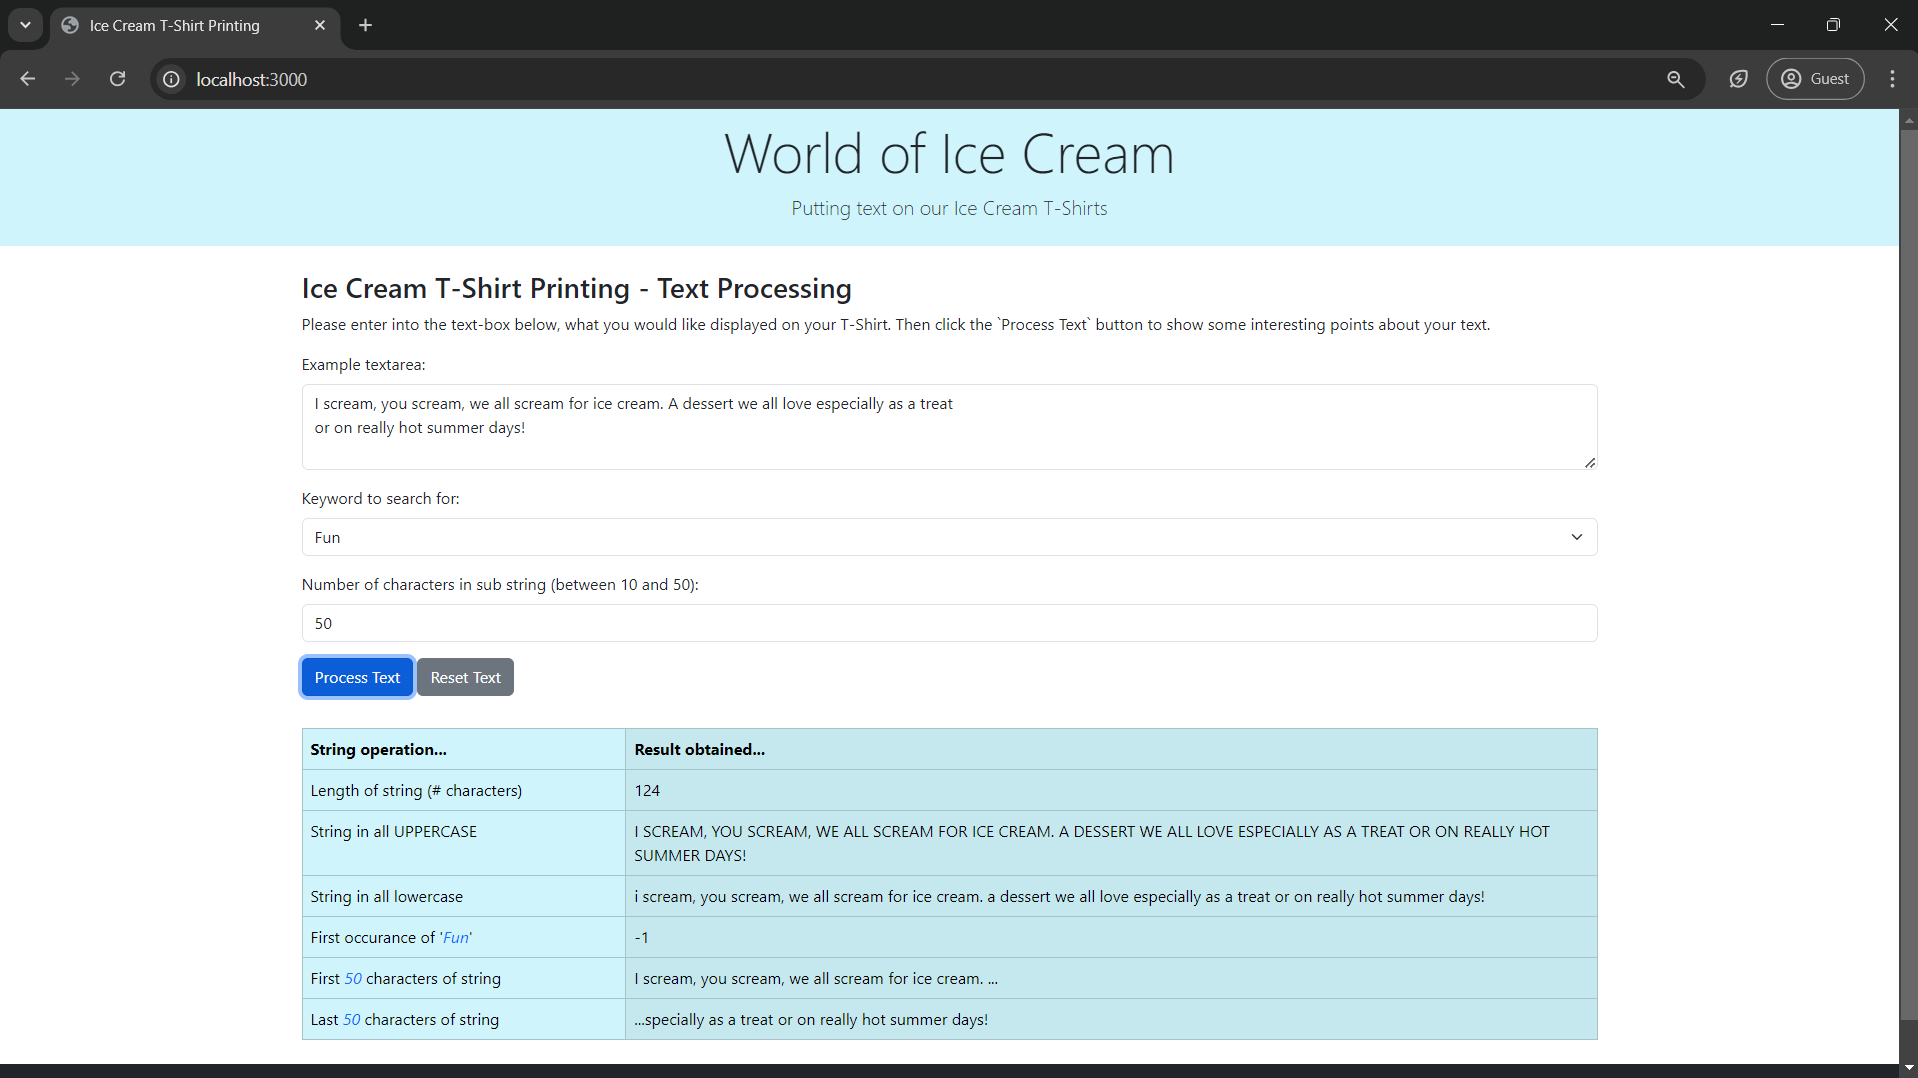 Ice Cream T-Shirt Printing
localhost:3000
Guest
World of Ice Cream
Putting text on our Ice Cream T-Shirts
Ice Cream T-Shirt Printing - Text Processing
Please enter into the text-box below, what you would like displayed on your T-Shirt. Then click the `Process Text` button to show some interesting points about your text.
Example textarea:
I scream, you scream, we all scream for ice cream. A dessert we all love especially as a treat
or on really hot summer days!
Keyword to search for:
Fun
Number of characters in sub string (between 10 and 50):
50
Process Text Reset Text
String operation... Result obtained...
Length of string (# characters) 124
String in all UPPERCASE I SCREAM, YOU SCREAM, WE ALL SCREAM FOR ICE CREAM. A DESSERT WE ALL LOVE ESPECIALLY AS A TREAT OR ON REALLY HOT
SUMMER DAYS!
String in all lowercase i scream, you scream, we all scream for ice cream. a dessert we all love especially as a treat or on really hot summer days!
First occurance of 'Fun' -1
First 50 characters of string I scream, you scream, we all scream for ice cream. ...
Last 50 characters of string ...specially as a treat or on really hot summer days!